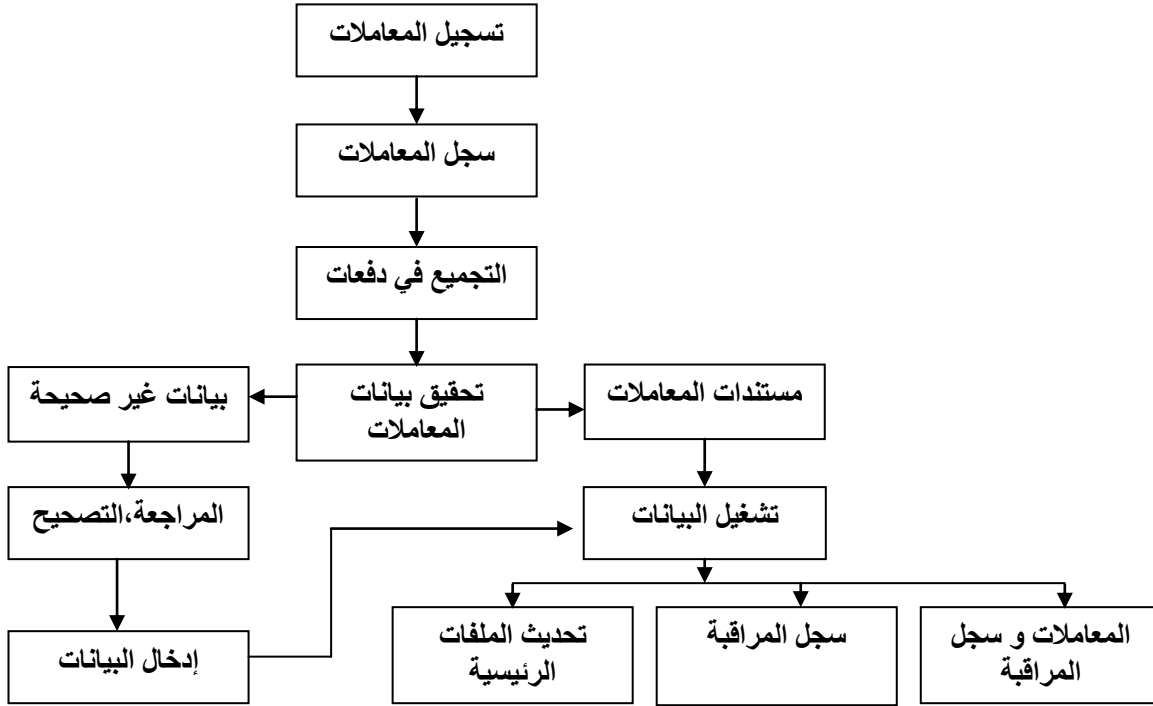 تسجيل المعاملات
سجل المعاملات
التجميع في دفعات
مستندات المعاملات
تحقيق بيانات
المعاملات
بيانات غير صحيحة
تشغيل البيانات
المراجعة،التصحيح
المعاملات و سجل
المراقبة
سجل المراقبة
تحديث الملفات
الرئيسية
إدخال البيانات